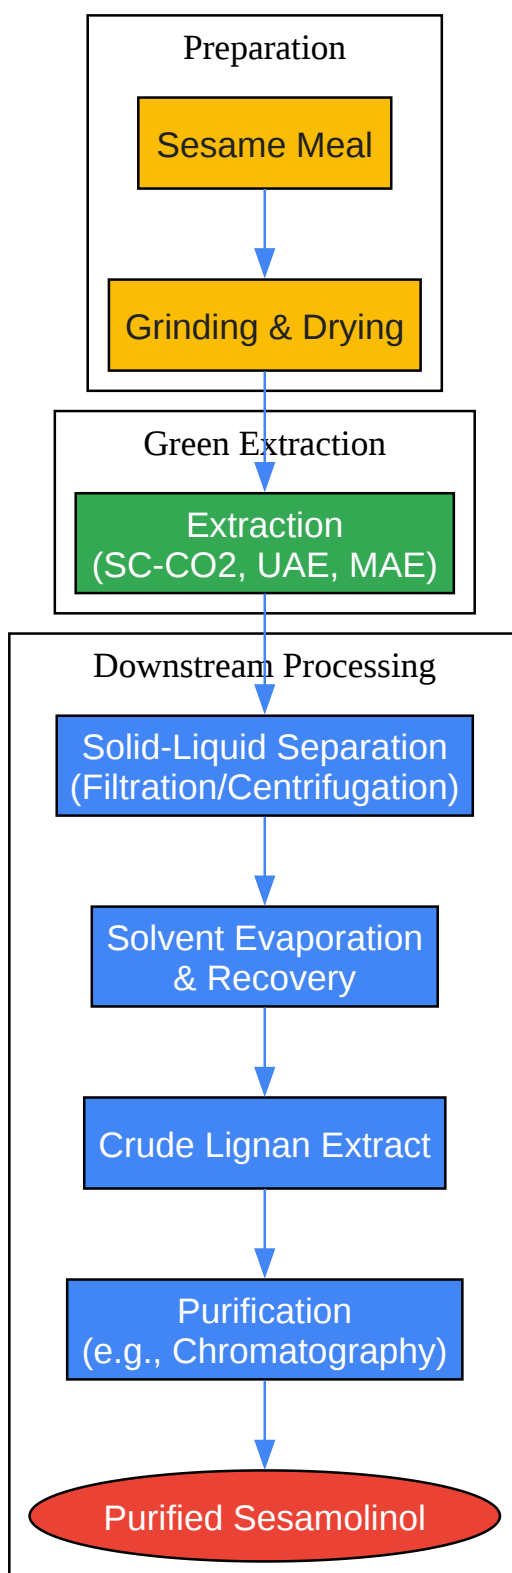 Preparation
Sesame Meal
Grinding & Drying
Green Extraction
Extraction
(SC-CO2, UAE, MAE)
Downstream Processing
Solid-Liquid Separation
(Filtration/Centrifugation)
Solvent Evaporation
& Recovery
Crude Lignan Extract
Purification
(e.g., Chromatography)
Purified Sesamolinol